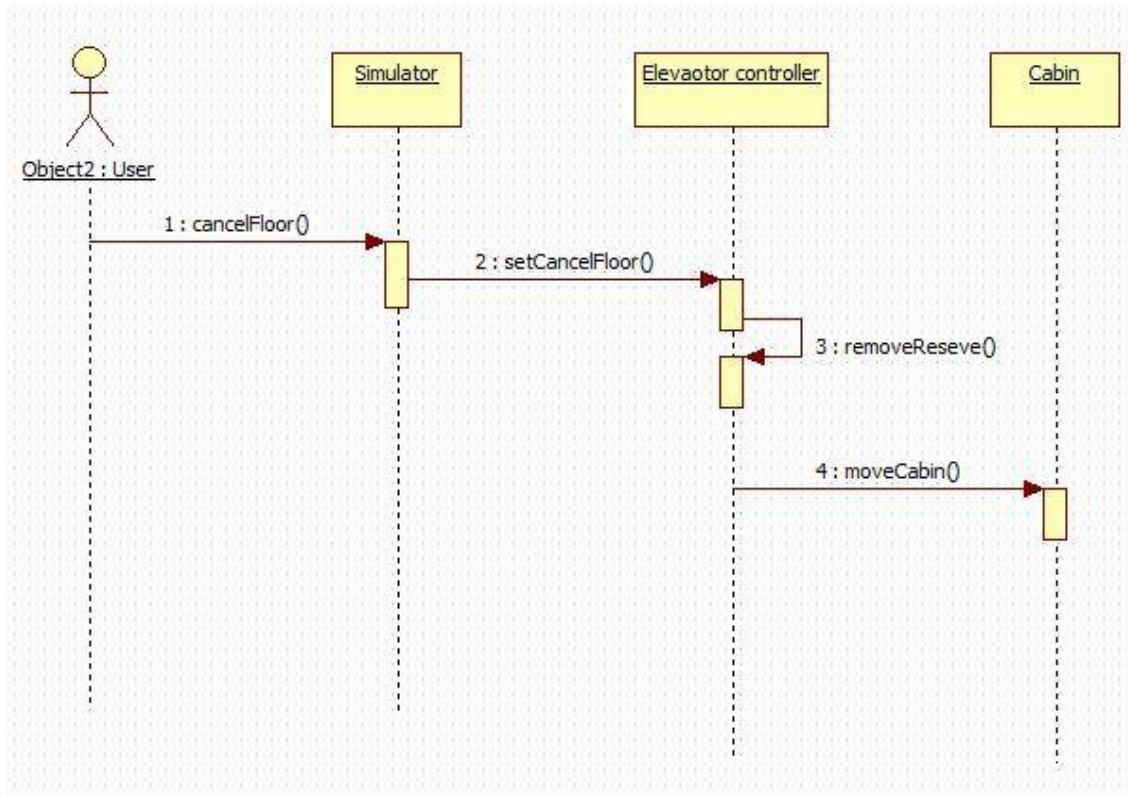 Simulator
Elevaotor controller
Cabin
Object2 : User
1 : cancelFloor()
2 : setCancelFloor()
3 : removeReseve()
4 : moveCabin()